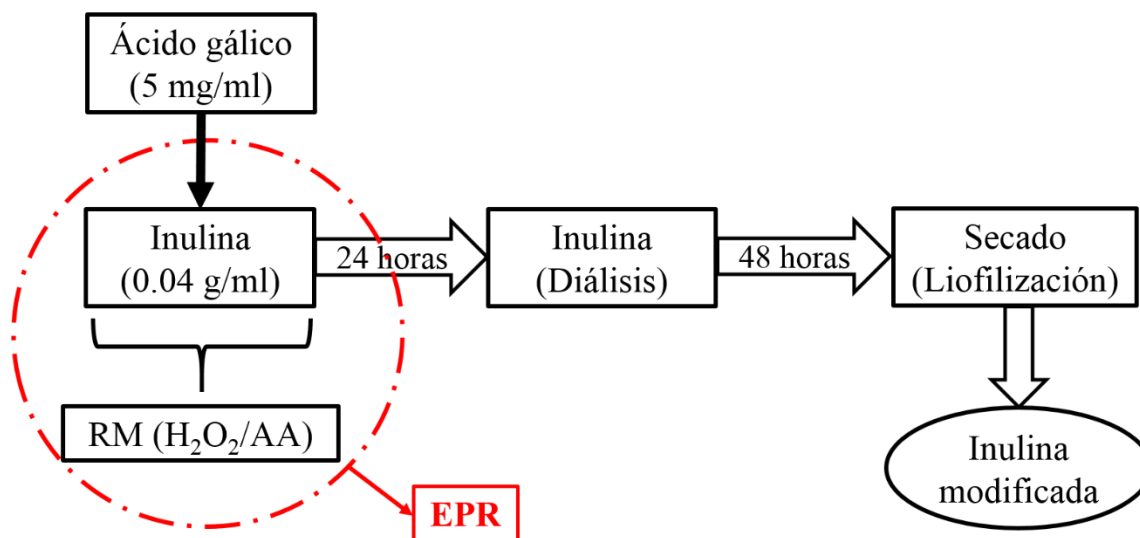 Ácido gálico
(5 mg/ml)
Inulina
(0.04 g/ml)
24 horas
Inulina
(Diálisis)
48 horas
Secado
(Liofilización)
RM (H₂O₂/AA)
EPR
Inulina
modificada